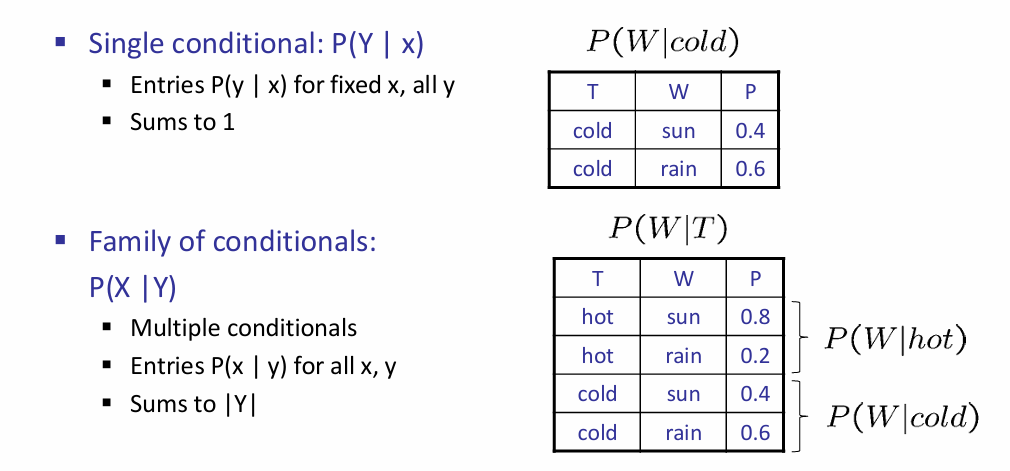 Single conditional: P(Y | x)
Entries P(y | x) for fixed x, all y
Sums to 1
P(W|cold)
T W P
cold sun 0.4
cold rain 0.6
Family of conditionals:
P(X |Y)
Multiple conditionals
Entries P(x | y) for all x, y
Sums to |Y|
P(W|T)
T W P
hot sun 0.8
hot rain 0.2
cold sun 0.4
cold rain 0.6
P(W|hot)
P(W|cold)